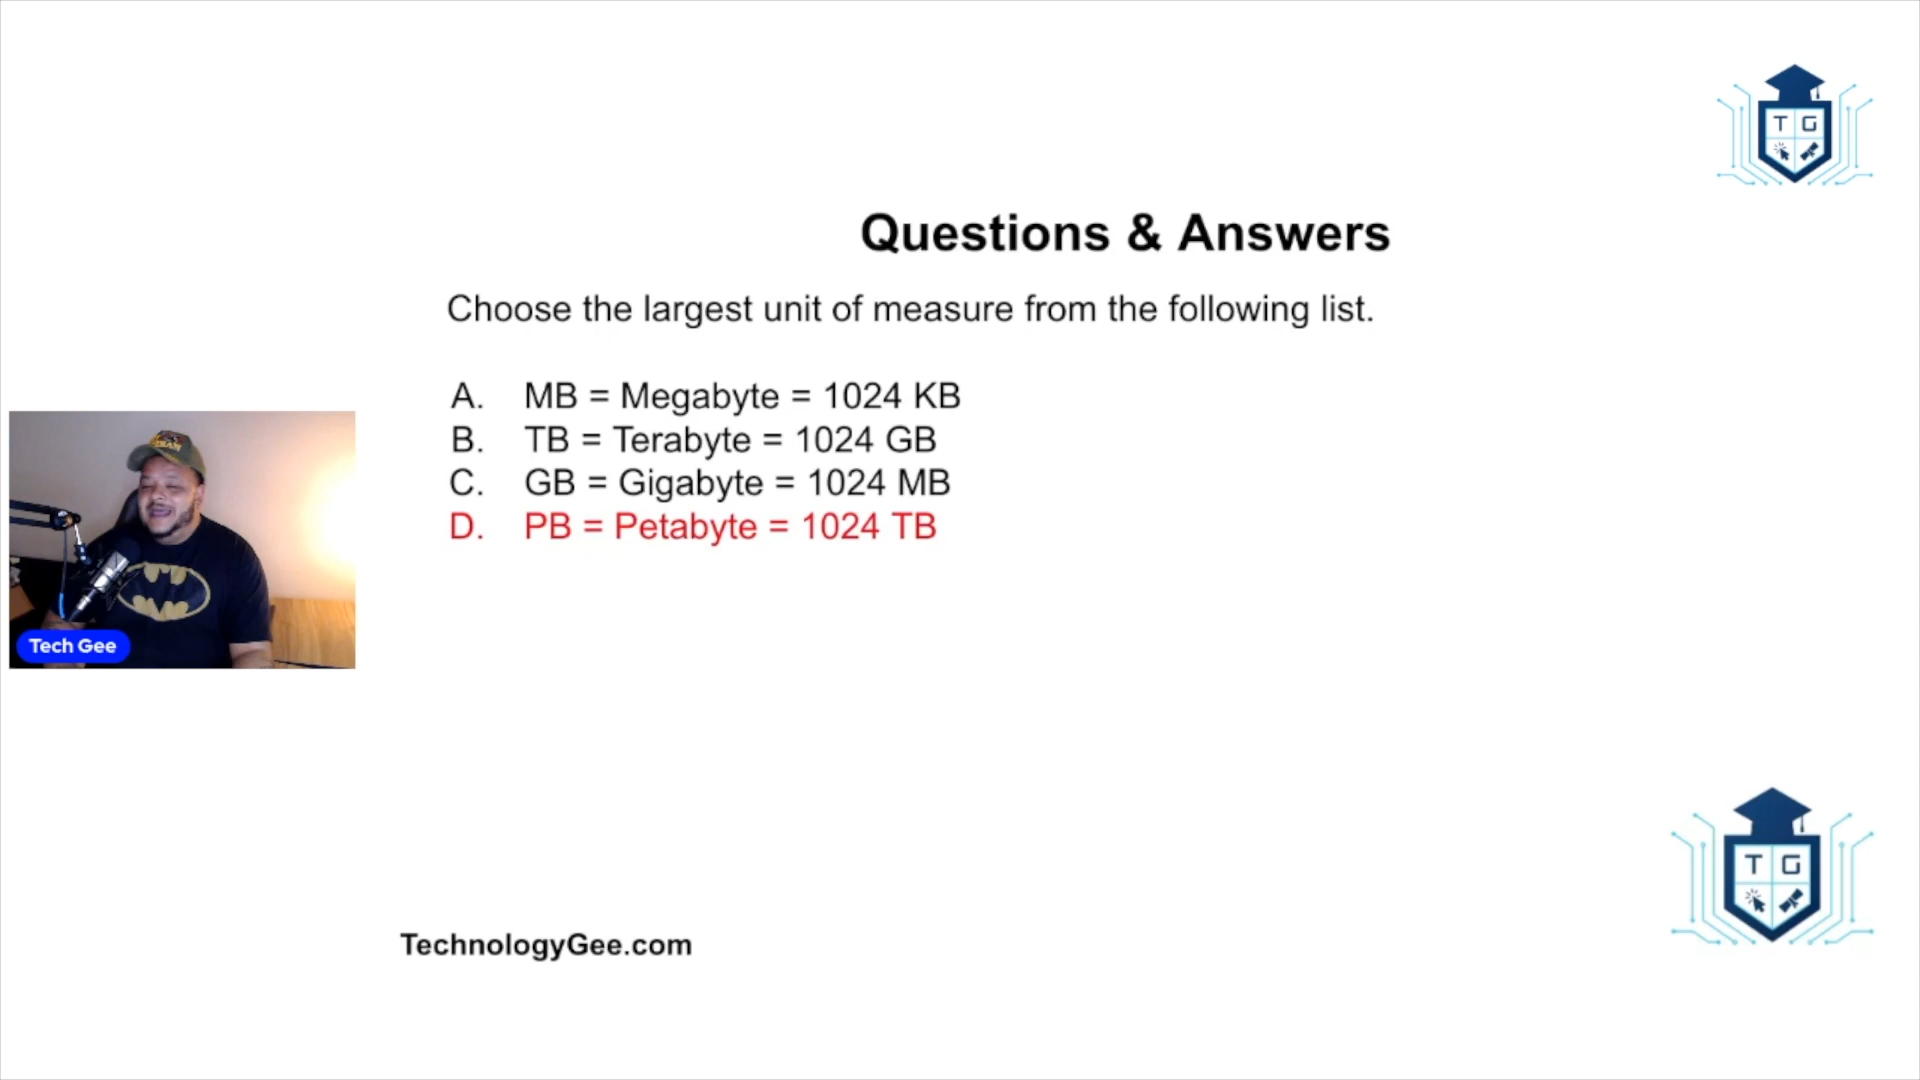 T G
Questions & Answers
Choose the largest unit of measure from the following list.
A. MB = Megabyte = 1024 KB
B. TB = Terabyte = 1024 GB
C. GB = Gigabyte = 1024 MB
D. PB = Petabyte = 1024 TB
Tech Gee
T G
TechnologyGee.com